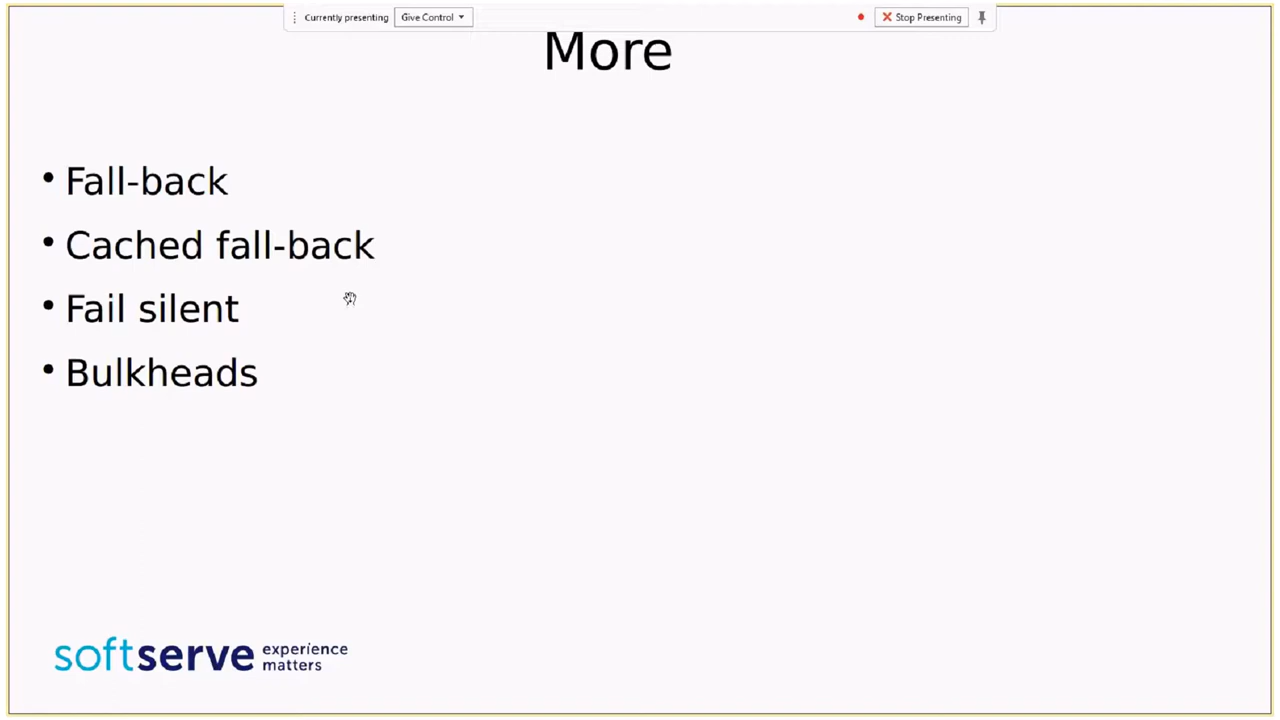 Currently presenting Give Control Stop Presenting
More
• Fall-back
• Cached fall-back
• Fail silent
• Bulkheads
softserve experience
matters